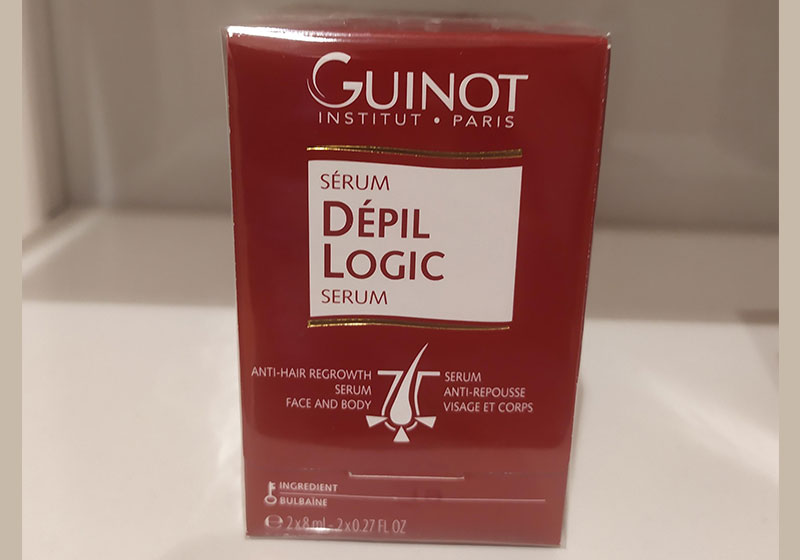 GUINOT
INSTITUT • PARIS
SÉRUM
DÉPIL
LOGIC
SERUM
ANTI-HAIR REGROWTH
SERUM
FACE AND BODY
SERUM
ANTI-REPOUSSE
VISAGE ET CORPS
INGREDIENT
BULBAÏNE
℮ 2 x 8 ml - 2 x 0.27 FL OZ